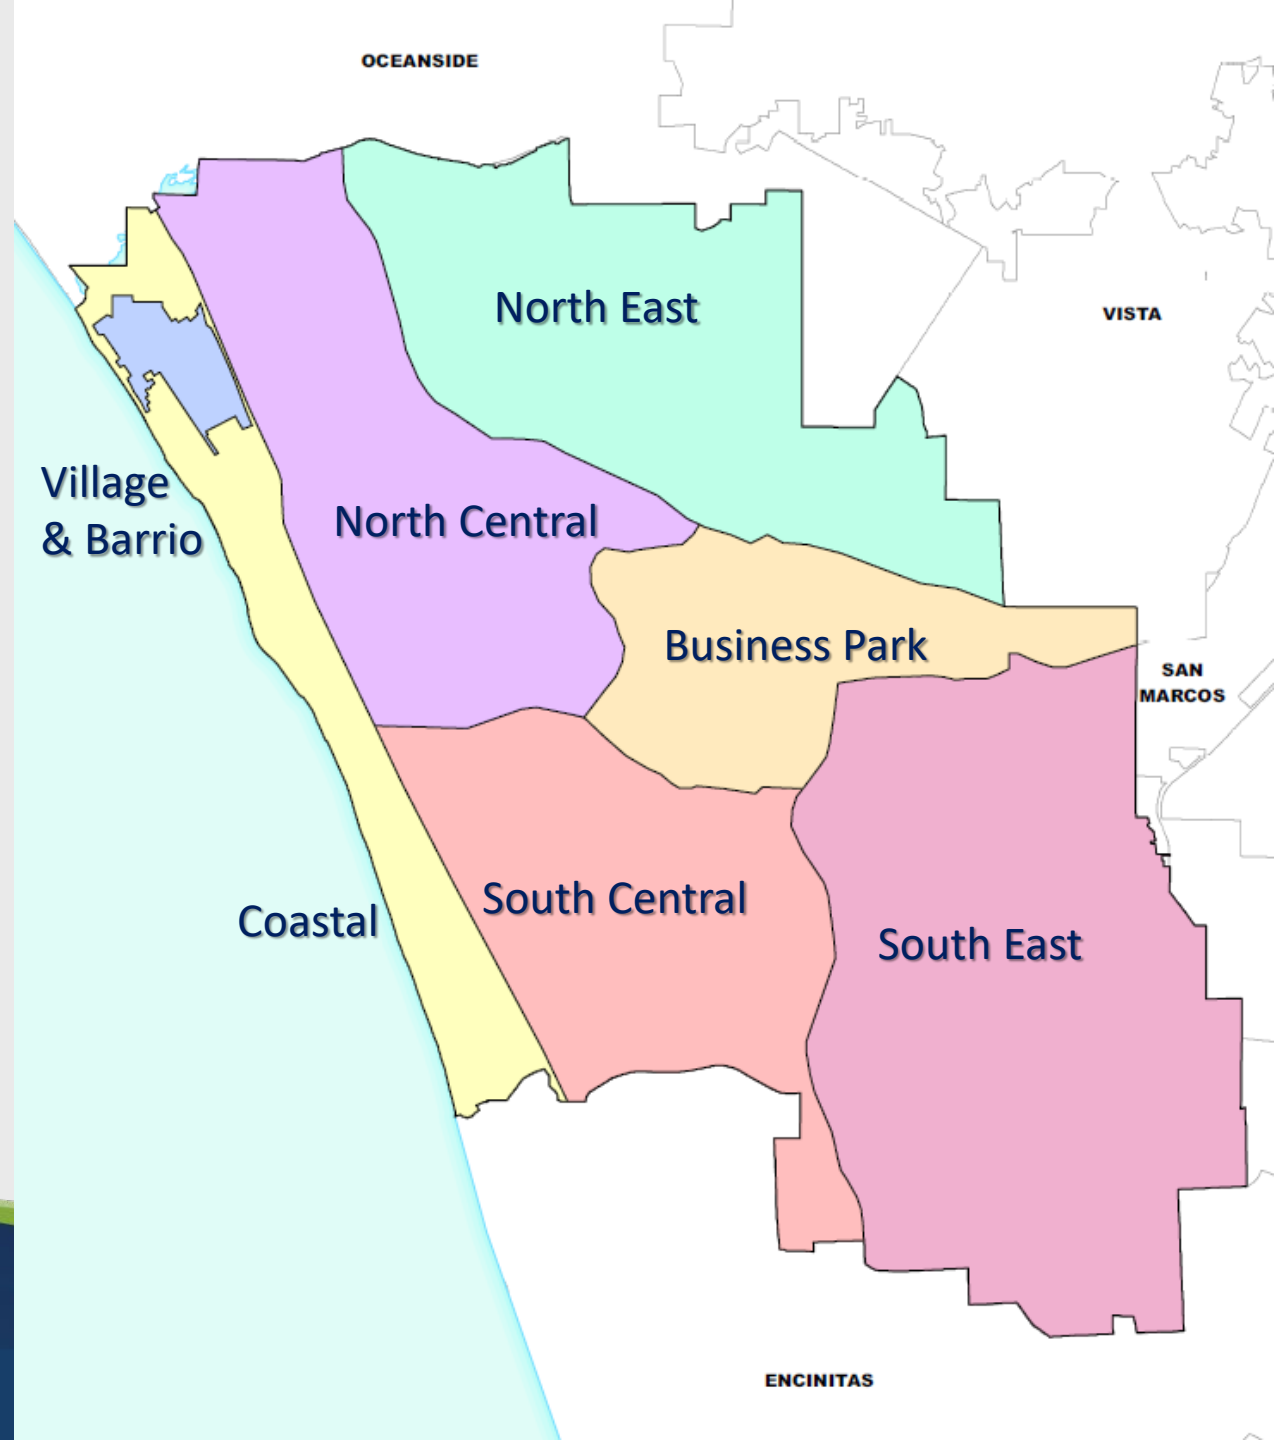 OCEANSIDE
North East
VISTA
Village
& Barrio
North Central
Business Park
SAN
MARCOS
South Central
Coastal
South East
ENCINITAS